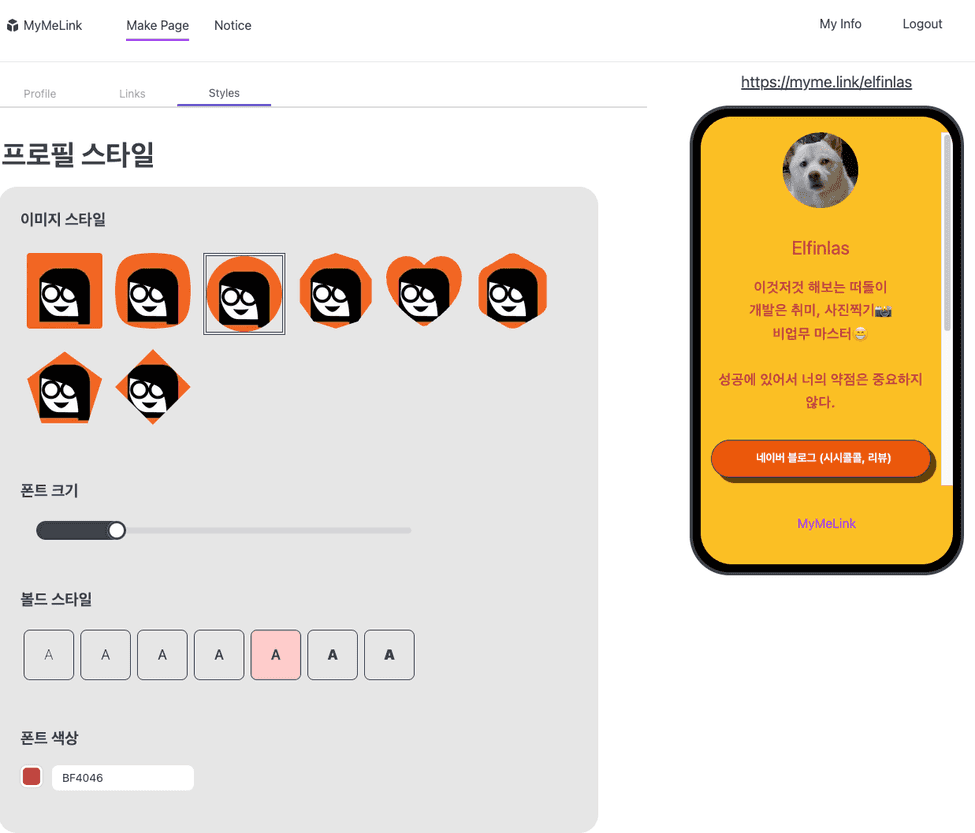 MyMeLink
Make Page
Notice
My Info
Logout
Profile
Links
Styles
https://myme.link/elfinlas
프로필 스타일
이미지 스타일
폰트 크기
볼드 스타일
A A A A A A A
폰트 색상
BF4046
Elfinlas
이것저것 해보는 떠돌이
개발은 취미, 사진찍기📸
비업무 마스터😁
성공에 있어서 너의 약점은 중요하지
않다.
네이버 블로그 (시시콜콜, 리뷰)
MyMeLink